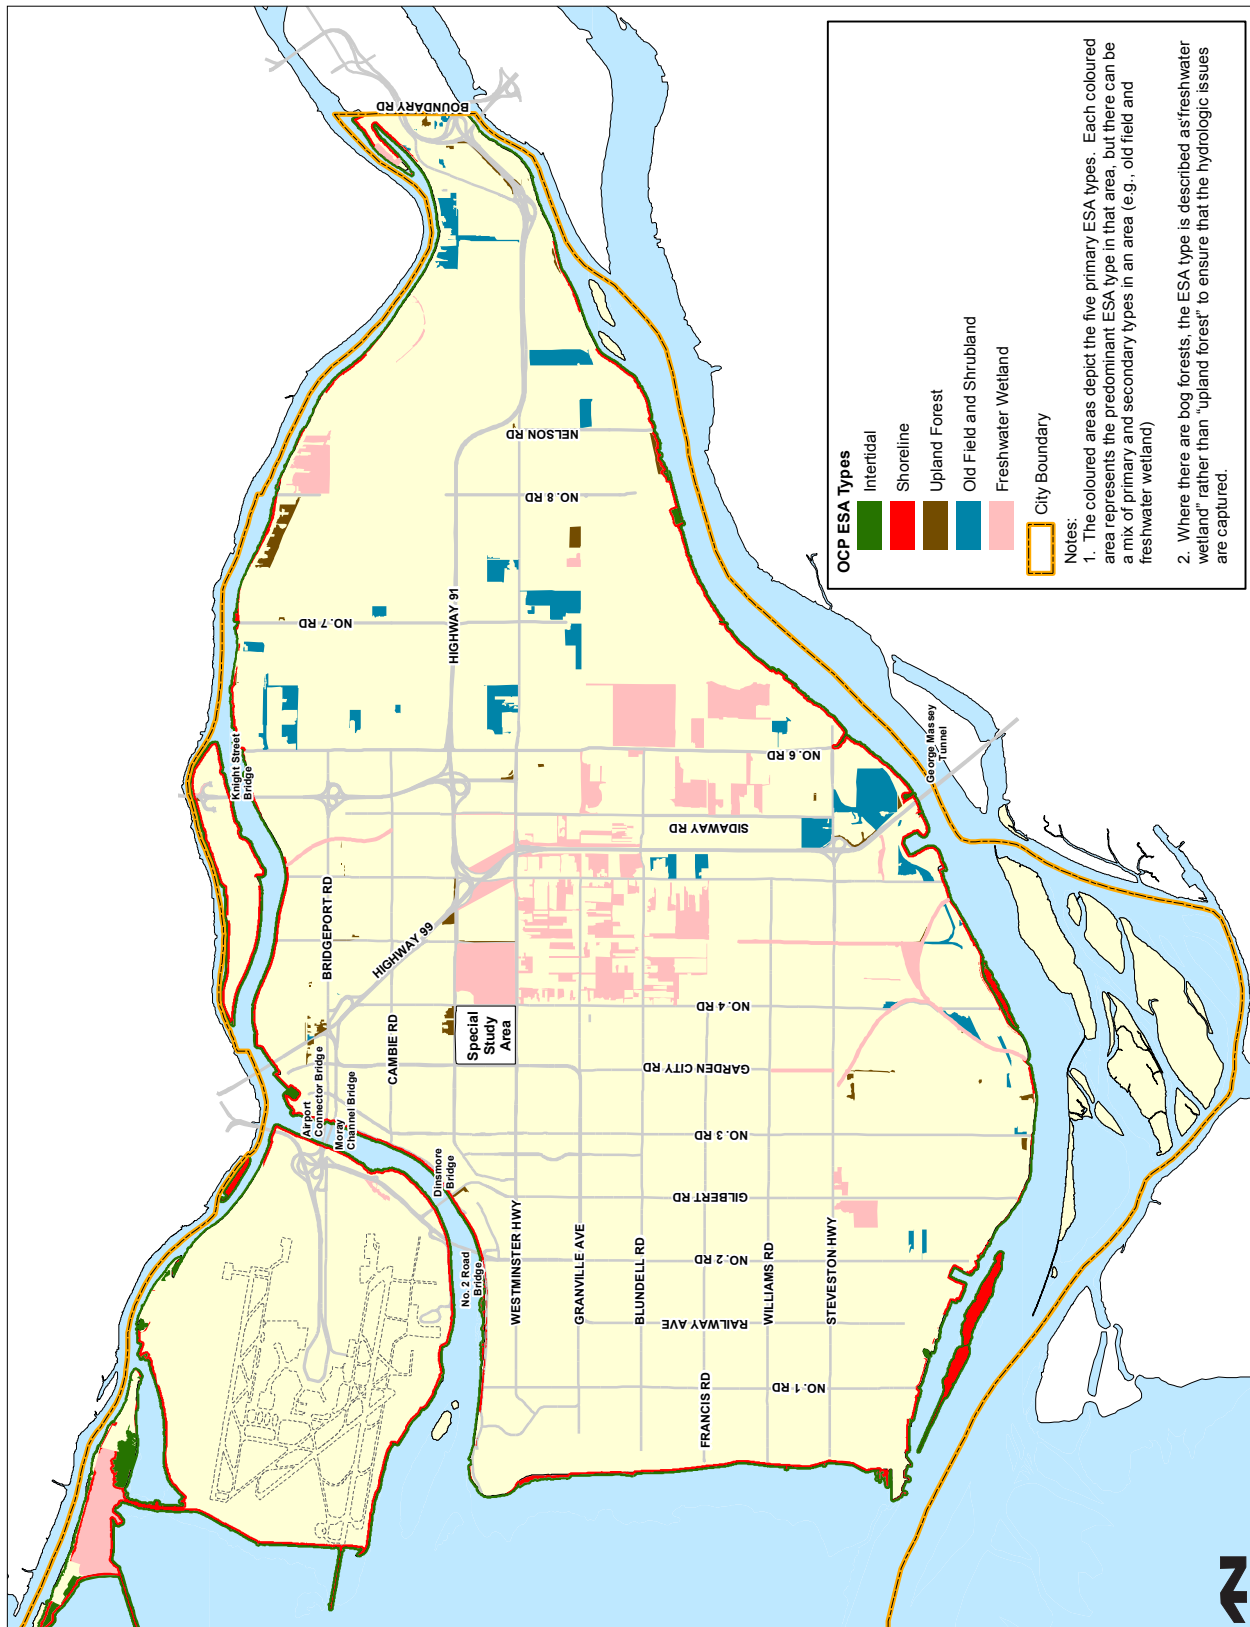 OCP ESA Types
Intertidal
Shoreline
Upland Forest
Old Field and Shrubland
Freshwater Wetland
City Boundary
Notes:
1. The coloured areas depict the five primary ESA types. Each coloured
area represents the predominant ESA type in that area, but there can be
a mix of primary and secondary types in an area (e.g., old field and
freshwater wetland)
2. Where there are bog forests, the ESA type is described as"freshwater
wetland" rather than "upland forest" to ensure that the hydrologic issues
are captured.
BOUNDARY RD
NELSON RD
NO. 8 RD
NO. 7 RD
HIGHWAY 91
Knight Street
Bridge
NO. 6 RD
George Massey
Tunnel
SIDAWAY RD
BRIDGEPORT RD
HIGHWAY 99
NO. 4 RD
Special
Study
Area
CAMBIE RD
GARDEN CITY RD
Airport
Connector Bridge
Moray
Channel Bridge
NO. 3 RD
Dinsmore
Bridge
GILBERT RD
No. 2 Road
Bridge
NO. 2 RD
WESTMINSTER HWY
GRANVILLE AVE
BLUNDELL RD
WILLIAMS RD
STEVESTON HWY
RAILWAY AVE
FRANCIS RD
NO. 1 RD
N